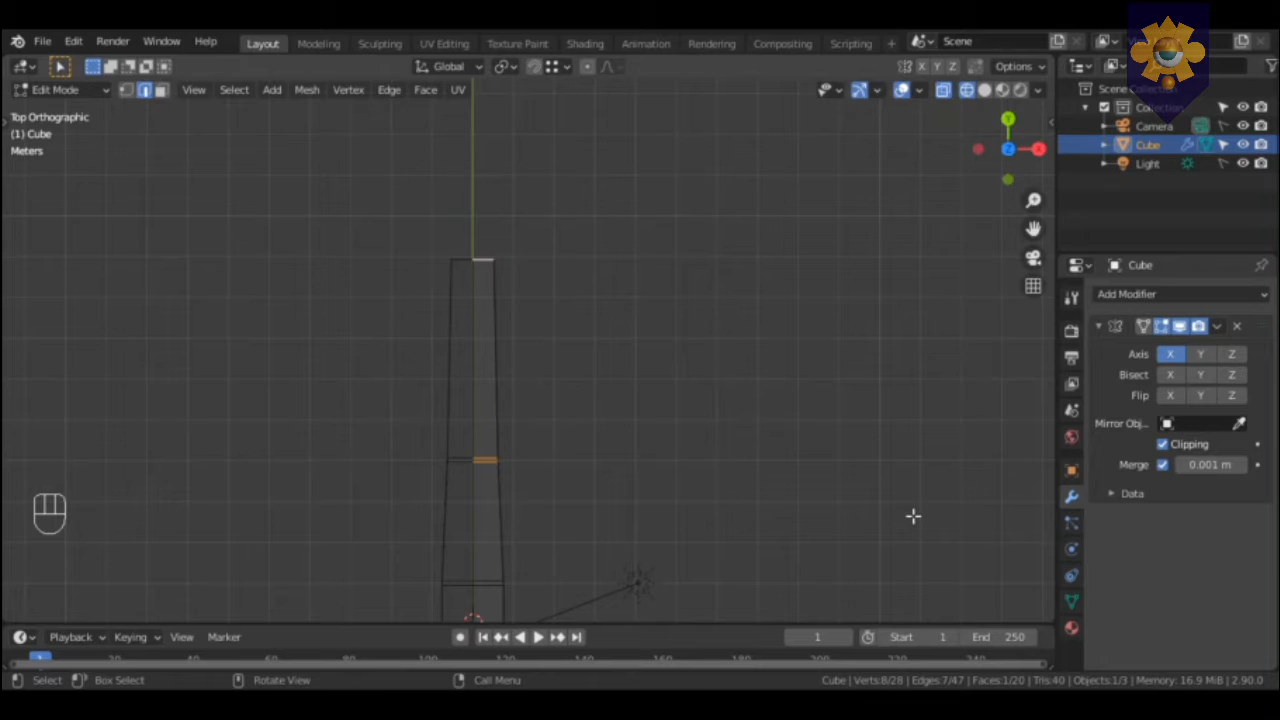 File Edit Render Window Help Layout Modeling Sculpting UV Editing Texture Paint Shading Animation Rendering Compositing Scripting + Scene
Global Options
X Y Z
Edit Mode View Select Add Mesh Vertex Edge Face UV
Top Orthographic
(1) Cube
Meters
Y
Z
X
Scene Collection
Camera
Cube
Light
Cube
Add Modifier
Axis X Y Z
Bisect X Y Z
Flip X Y Z
Mirror Obj...
Clipping
Merge 0.001 m
Data
Playback Keying View Marker 1 Start 1 End 250
Select Box Select Rotate View Call Menu Cube | Verts:8/28 | Edges:7/47 | Faces:1/20 | Tris:40 | Objects:1/3 | Memory: 16.9 MiB | 2.90.0